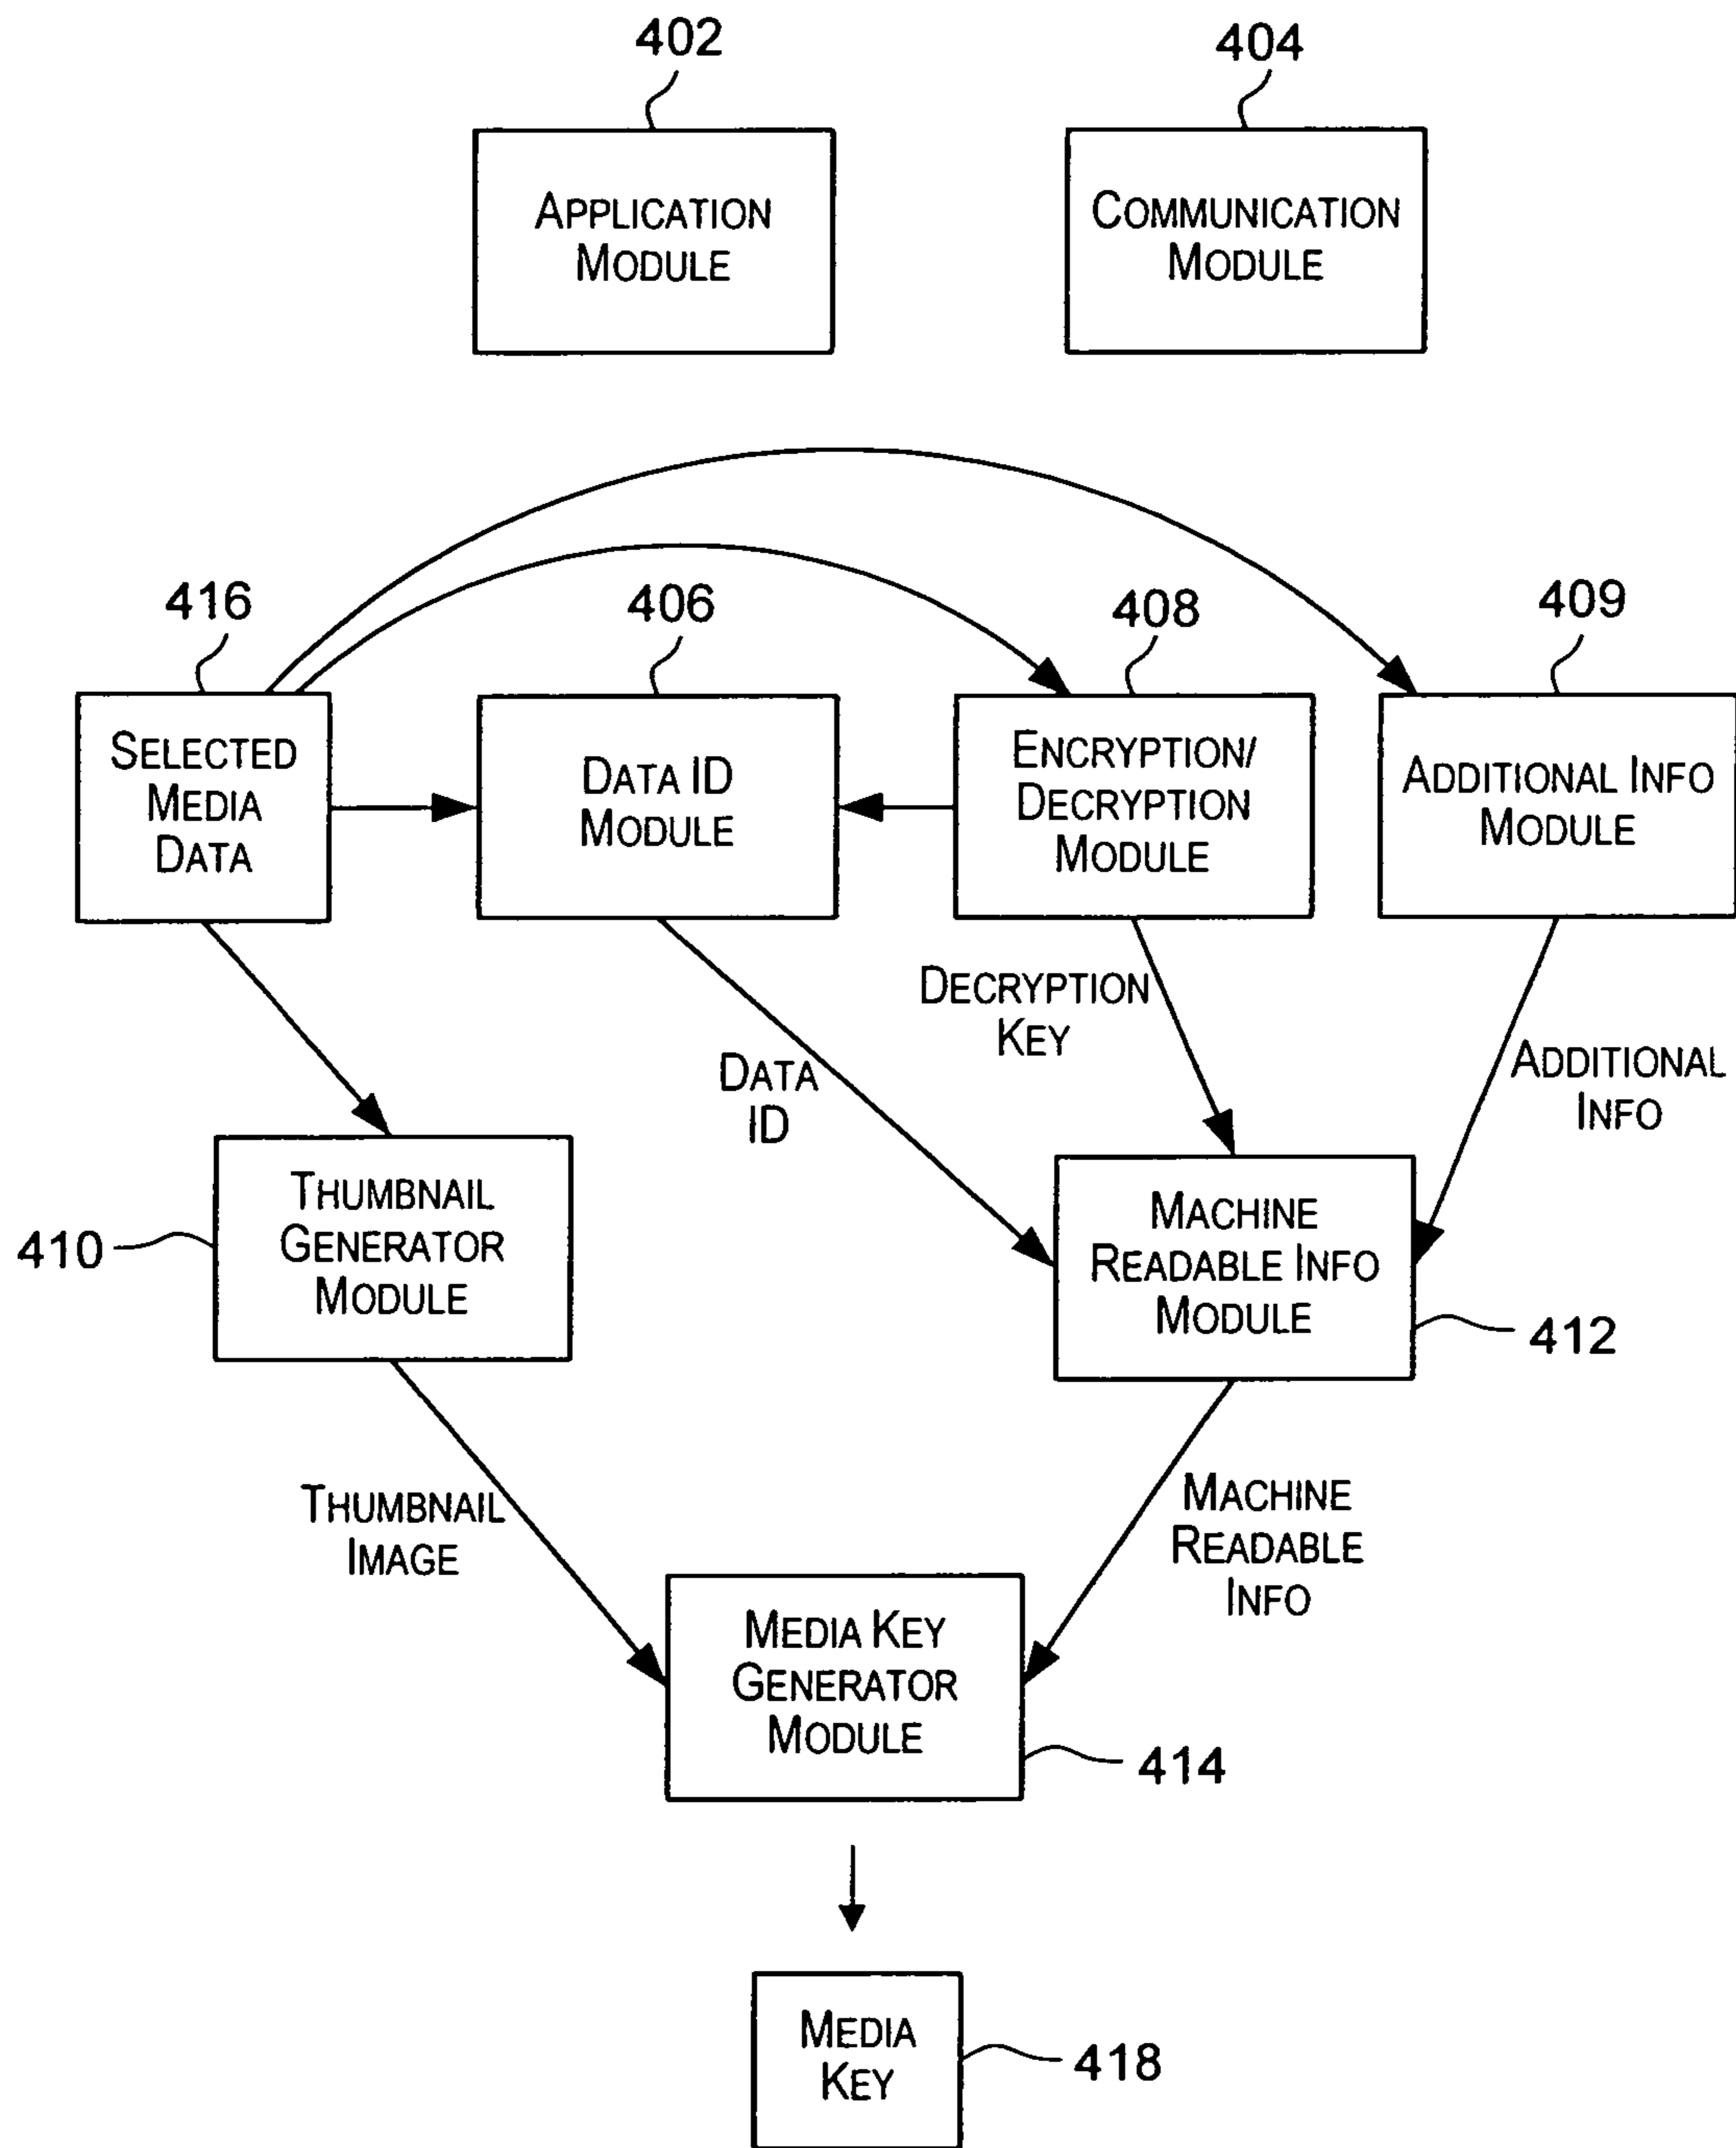 402
404
APPLICATION
MODULE
COMMUNICATION
MODULE
416
406
408
409
SELECTED
MEDIA
DATA
DATA ID
MODULE
ENCRYPTION/
DECRYPTION
MODULE
ADDITIONAL INFO
MODULE
DECRYPTION
KEY
DATA
ID
ADDITIONAL
INFO
410
THUMBNAIL
GENERATOR
MODULE
MACHINE
READABLE INFO
MODULE
412
THUMBNAIL
IMAGE
MACHINE
READABLE
INFO
MEDIA KEY
GENERATOR
MODULE
414
MEDIA
KEY
418